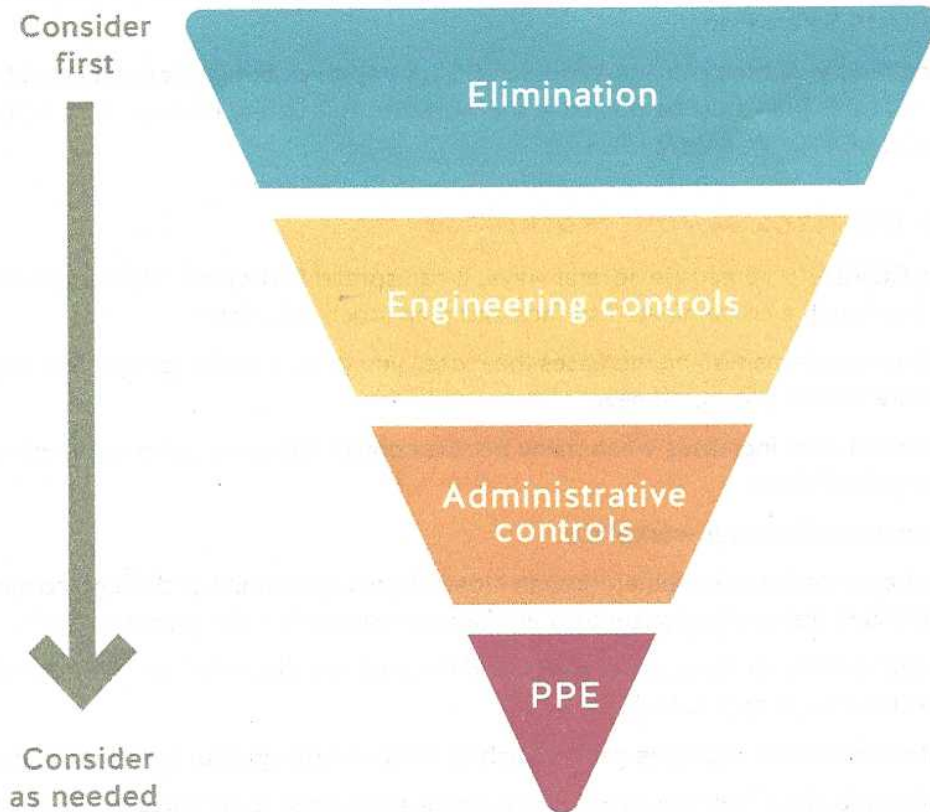 Consider
first
Elimination
Engineering controls
Administrative
controls
PPE
Consider
as needed